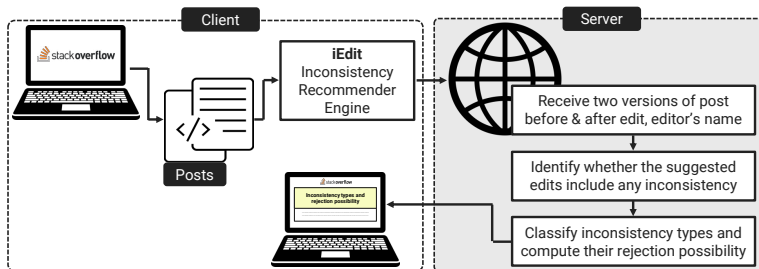 Client
Server
stackoverflow
iEdit
Inconsistency
Recommender
Engine
</>
Posts
Receive two versions of post
before & after edit, editor's name
Identify whether the suggested
edits include any inconsistency
Classify inconsistency types and
compute their rejection possibility
stackoverflow
Inconsistency types and
rejection possibility